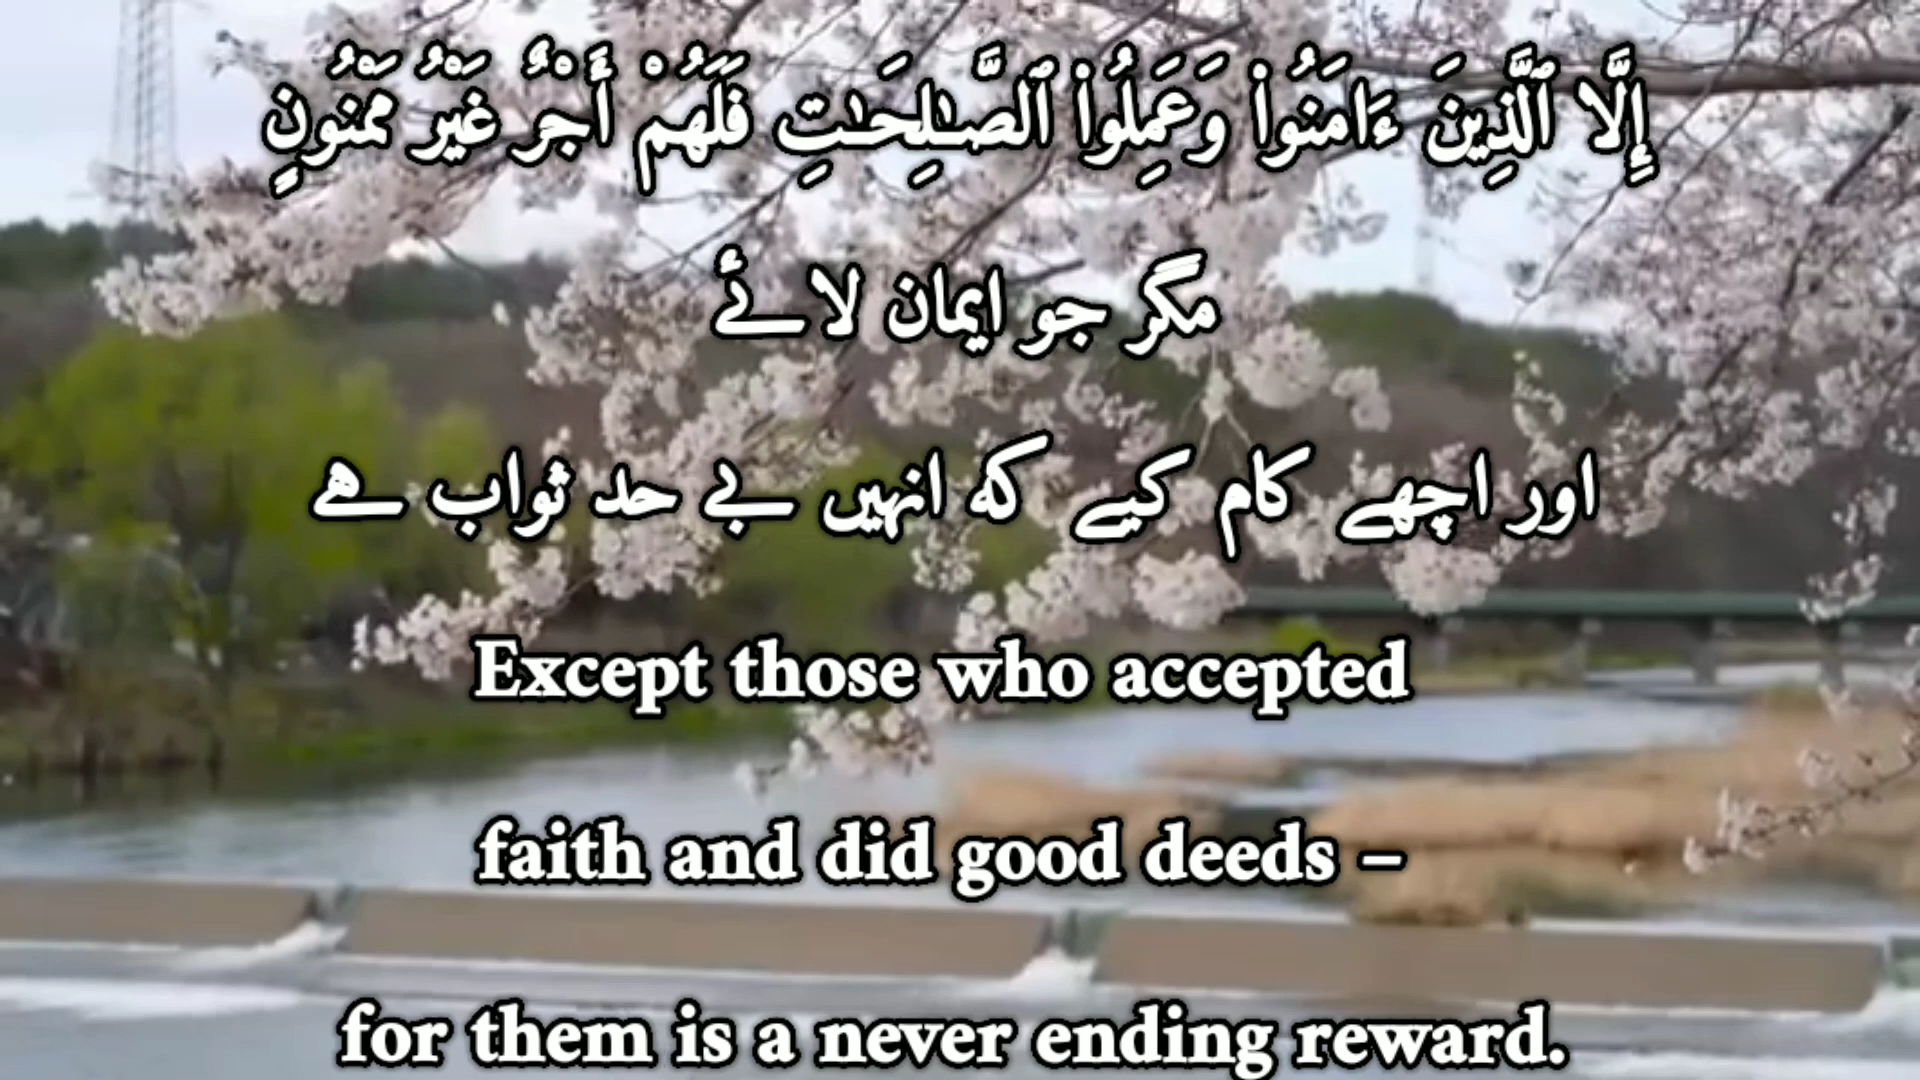 إِلَّا ٱلَّذِينَ ءَامَنُوا۟ وَعَمِلُوا۟ ٱلصَّـٰلِحَـٰتِ فَلَهُمْ أَجْرٌ غَيْرُ مَمْنُونٍ
مگر جو ایمان لائے
اور اچھے کام کیے که انہیں بے حد ثواب ہے
Except those who accepted
faith and did good deeds –
for them is a never ending reward.